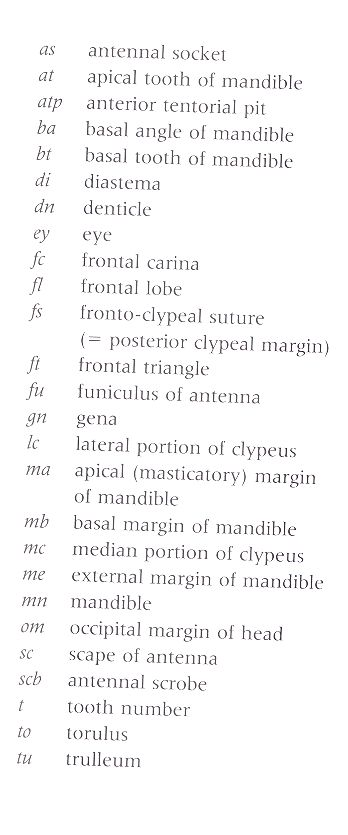 as antennal socket
at apical tooth of mandible
atp anterior tentorial pit
ba basal angle of mandible
bt basal tooth of mandible
di diastema
dn denticle
ey eye
fc frontal carina
fl frontal lobe
fs fronto-clypeal suture
(= posterior clypeal margin)
ft frontal triangle
fu funiculus of antenna
gn gena
lc lateral portion of clypeus
ma apical (masticatory) margin
of mandible
mb basal margin of mandible
mc median portion of clypeus
me external margin of mandible
mn mandible
om occipital margin of head
sc scape of antenna
scb antennal scrobe
t tooth number
to torulus
tu trulleum